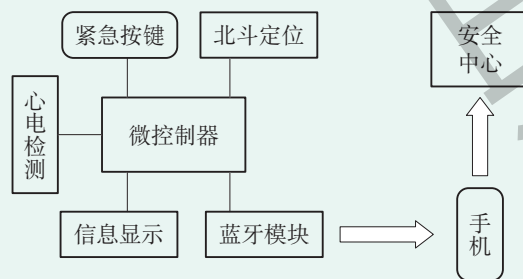 紧急按键
北斗定位
安全
中心
心电检测
微控制器
信息显示
蓝牙模块
手机